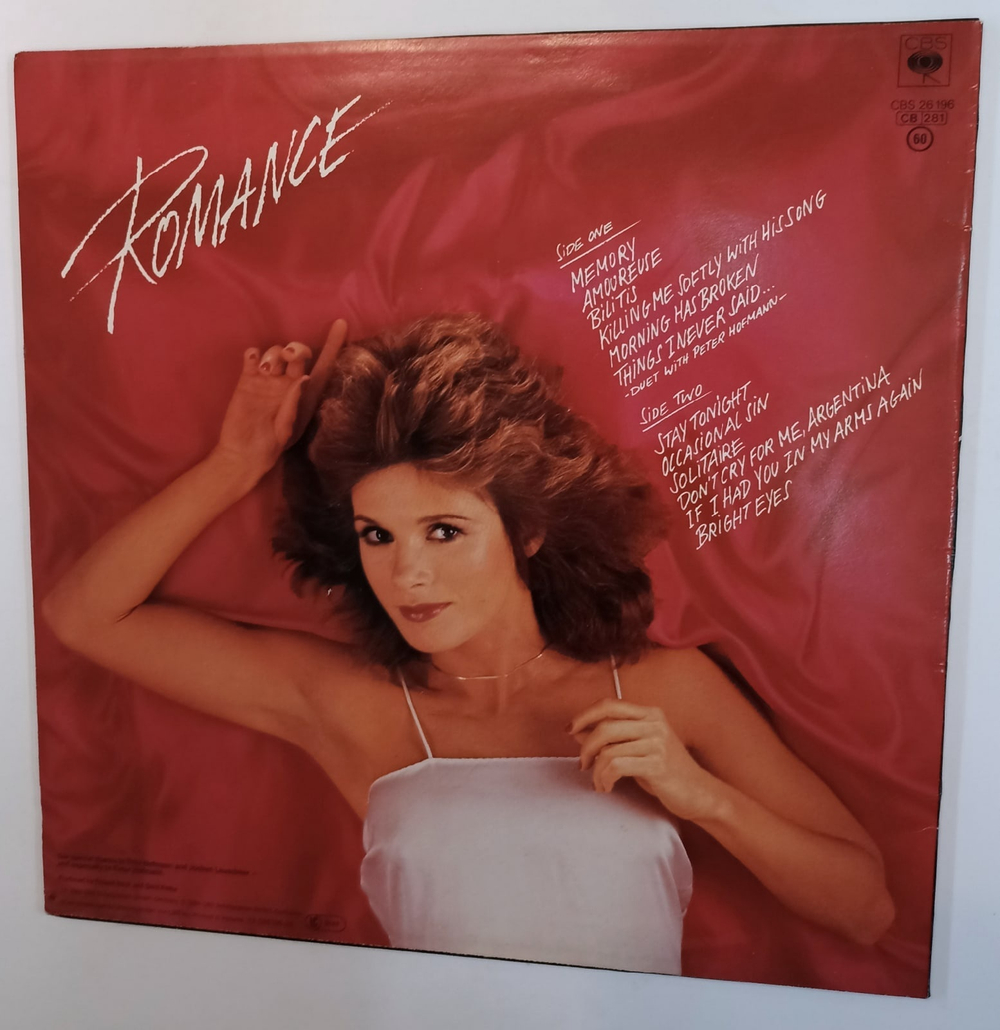 ROMANCE
CBS
CBS 26 196
CB 281
60
SIDE ONE
MEMORY
AMOUREUSE
BILITIS
KILLING ME SOFTLY WITH HIS SONG
MORNING HAS BROKEN
THINGS I NEVER SAID...
-DUET WITH PETER HOFMANN-
SIDE TWO
STAY TONIGHT
OCCASIONAL SIN
SOLITAIRE
DON'T CRY FOR ME, ARGENTINA
IF I HAD YOU IN MY ARMS AGAIN
BRIGHT EYES